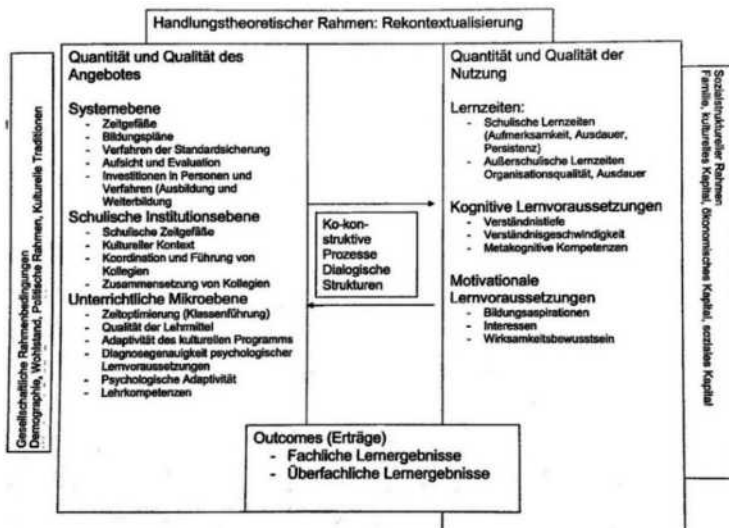 Handlungstheoretischer Rahmen: Rekontextualisierung
Gesellschaftliche Rahmenbedingungen
Demographie, Wohlstand, Politische Rahmen, Kulturelle Traditionen
Quantität und Qualität des
Angebotes
Systemebene
- Zeitgefäße
- Bildungspläne
- Verfahren der Standardsicherung
- Aufsicht und Evaluation
- Investitionen in Personen und
Verfahren (Ausbildung und
Weiterbildung
Schulische Institutionsebene
- Schulische Zeitgefäße
- Kultureller Kontext
- Koordination und Führung von
Kollegien
- Zusammensetzung von Kollegien
Unterrichtliche Mikroebene
- Zeitoptimierung (Klassenführung)
- Qualität der Lehrmittel
- Adaptivität des kulturellen Programms
- Diagnosegenauigkeit psychologischer
Lernvoraussetzungen
- Psychologische Adaptivität
- Lehrkompetenzen
Ko-kon-
struktive
Prozesse
Dialogische
Strukturen
Quantität und Qualität der
Nutzung
Lernzeiten:
- Schulische Lernzeiten
(Aufmerksamkeit, Ausdauer,
Persistenz)
- Außerschulische Lernzeiten
Organisationsqualität, Ausdauer
Kognitive Lernvoraussetzungen
- Verständnistiefe
- Verständnisgeschwindigkeit
- Metakognitive Kompetenzen
Motivationale
Lernvoraussetzungen
- Bildungsaspirationen
- Interessen
- Wirksamkeitsbewusstsein
Sozialstruktureller Rahmen
Familie, kulturelles Kapital, ökonomisches Kapital, soziales Kapital
Outcomes (Erträge)
- Fachliche Lernergebnisse
- Überfachliche Lernergebnisse